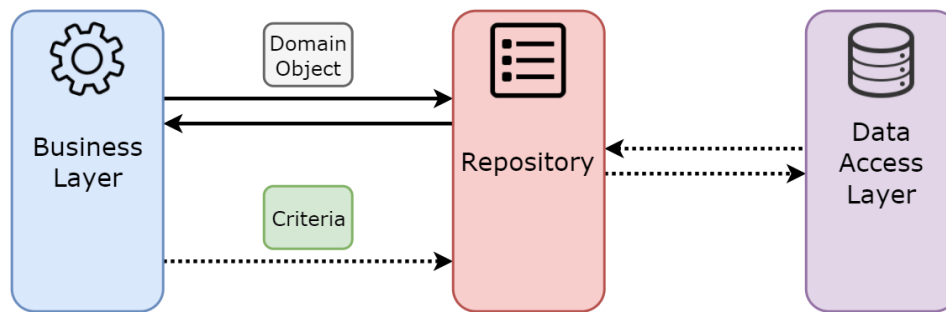 Business
Layer
Domain
Object
Criteria
Repository
Data
Access
Layer